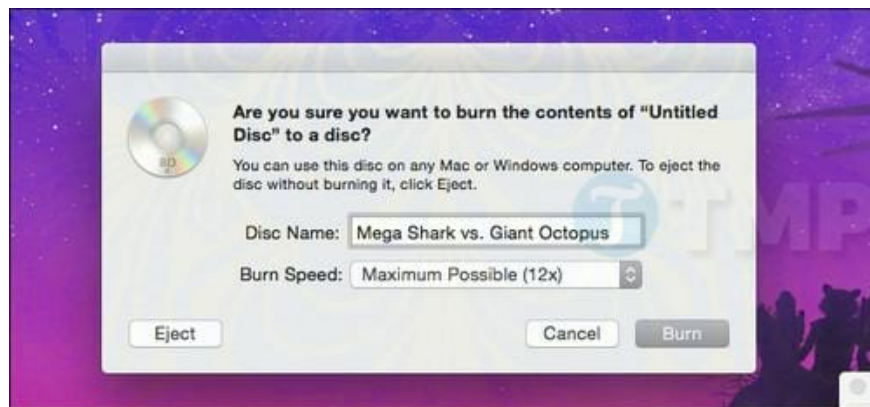 Are you sure you want to burn the contents of “Untitled
Disc” to a disc?
You can use this disc on any Mac or Windows computer. To eject the
disc without burning it, click Eject.
Disc Name: Mega Shark vs. Giant Octopus
Burn Speed: Maximum Possible (12x)
Eject Cancel Burn
BD
TMP